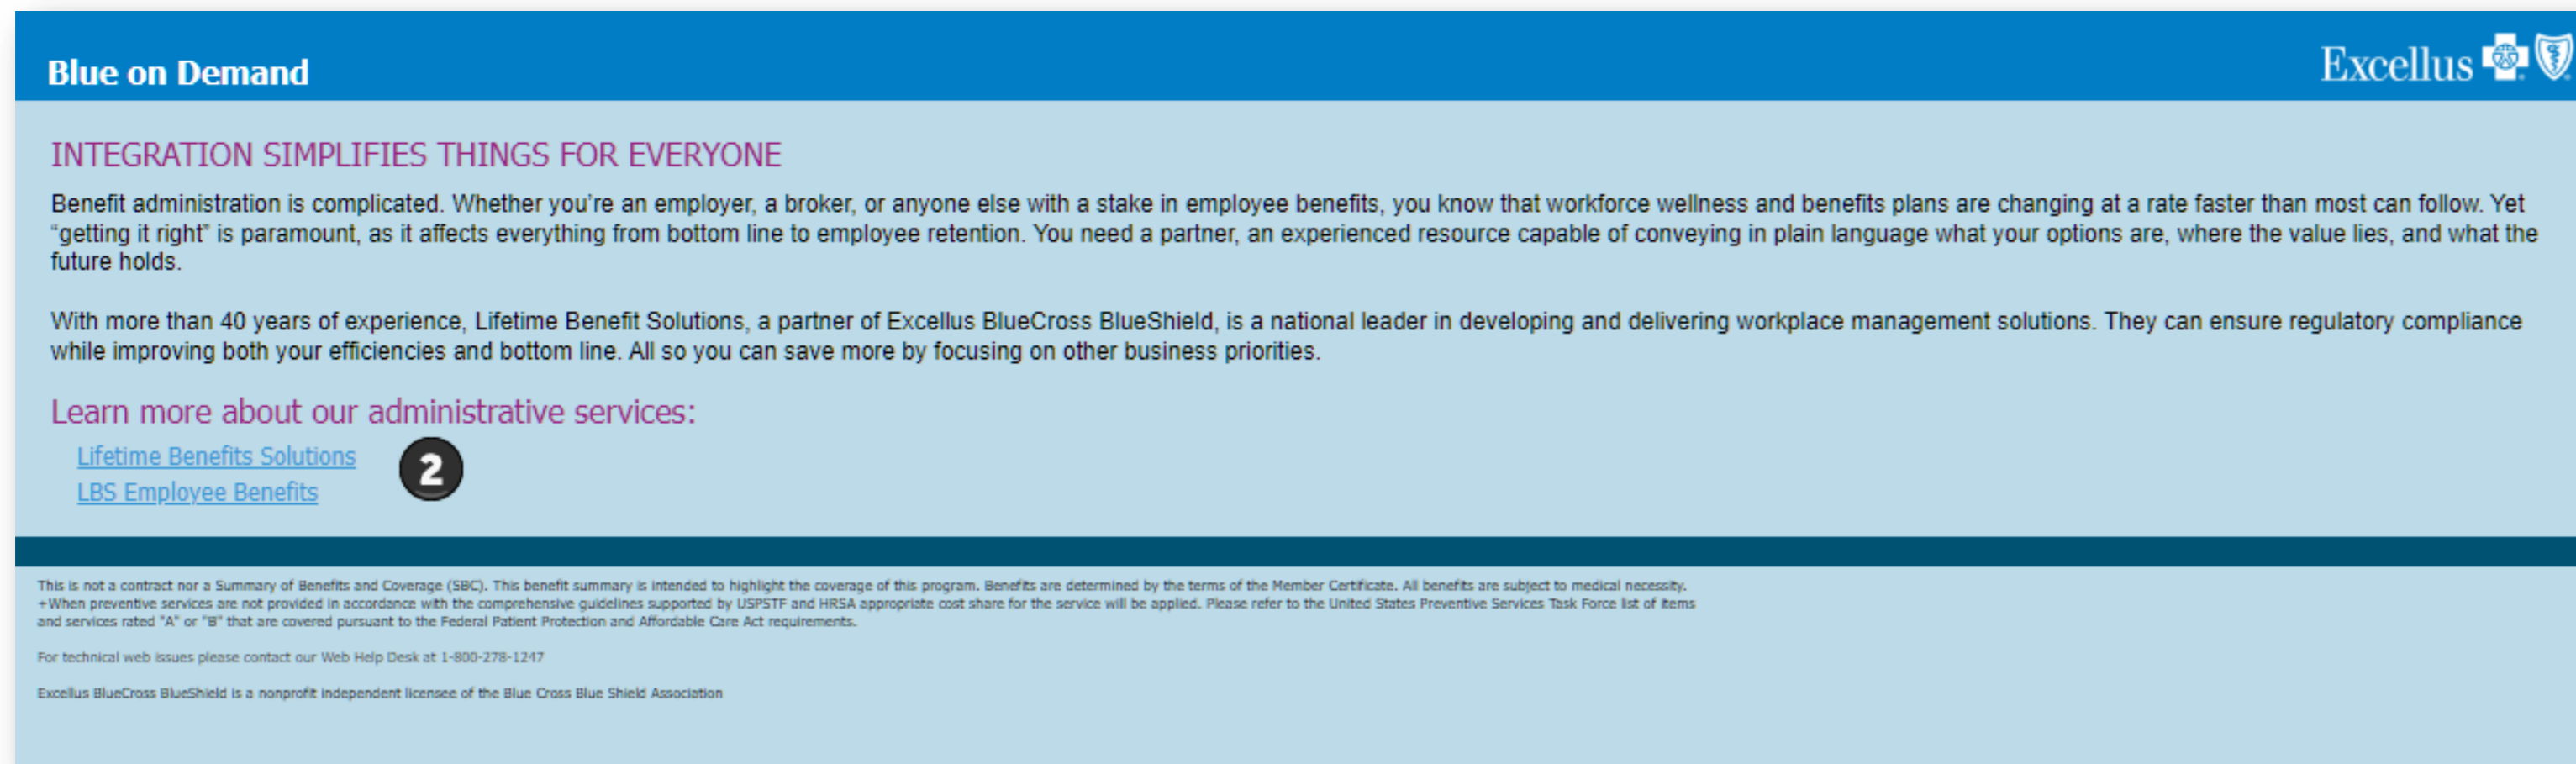 Blue on Demand
Excellus
INTEGRATION SIMPLIFIES THINGS FOR EVERYONE
Benefit administration is complicated. Whether you're an employer, a broker, or anyone else with a stake in employee benefits, you know that workforce wellness and benefits plans are changing at a rate faster than most can follow. Yet
“getting it right” is paramount, as it affects everything from bottom line to employee retention. You need a partner, an experienced resource capable of conveying in plain language what your options are, where the value lies, and what the
future holds.
With more than 40 years of experience, Lifetime Benefit Solutions, a partner of Excellus BlueCross BlueShield, is a national leader in developing and delivering workplace management solutions. They can ensure regulatory compliance
while improving both your efficiencies and bottom line. All so you can save more by focusing on other business priorities.
Learn more about our administrative services:
Lifetime Benefits Solutions
2
LBS Employee Benefits
This is not a contract nor a Summary of Benefits and Coverage (SBC). This benefit summary is intended to highlight the coverage of this program. Benefits are determined by the terms of the Member Certificate. All benefits are subject to medical necessity.
+When preventive services are not provided in accordance with the comprehensive guidelines supported by USPSTF and HRSA appropriate cost share for the service will be applied. Please refer to the United States Preventive Services Task Force list of items
and services rated "A" or "B" that are covered pursuant to the Federal Patient Protection and Affordable Care Act requirements.
For technical web issues please contact our Web Help Desk at 1-800-278-1247
Excellus BlueCross BlueShield is a nonprofit independent licensee of the Blue Cross Blue Shield Association